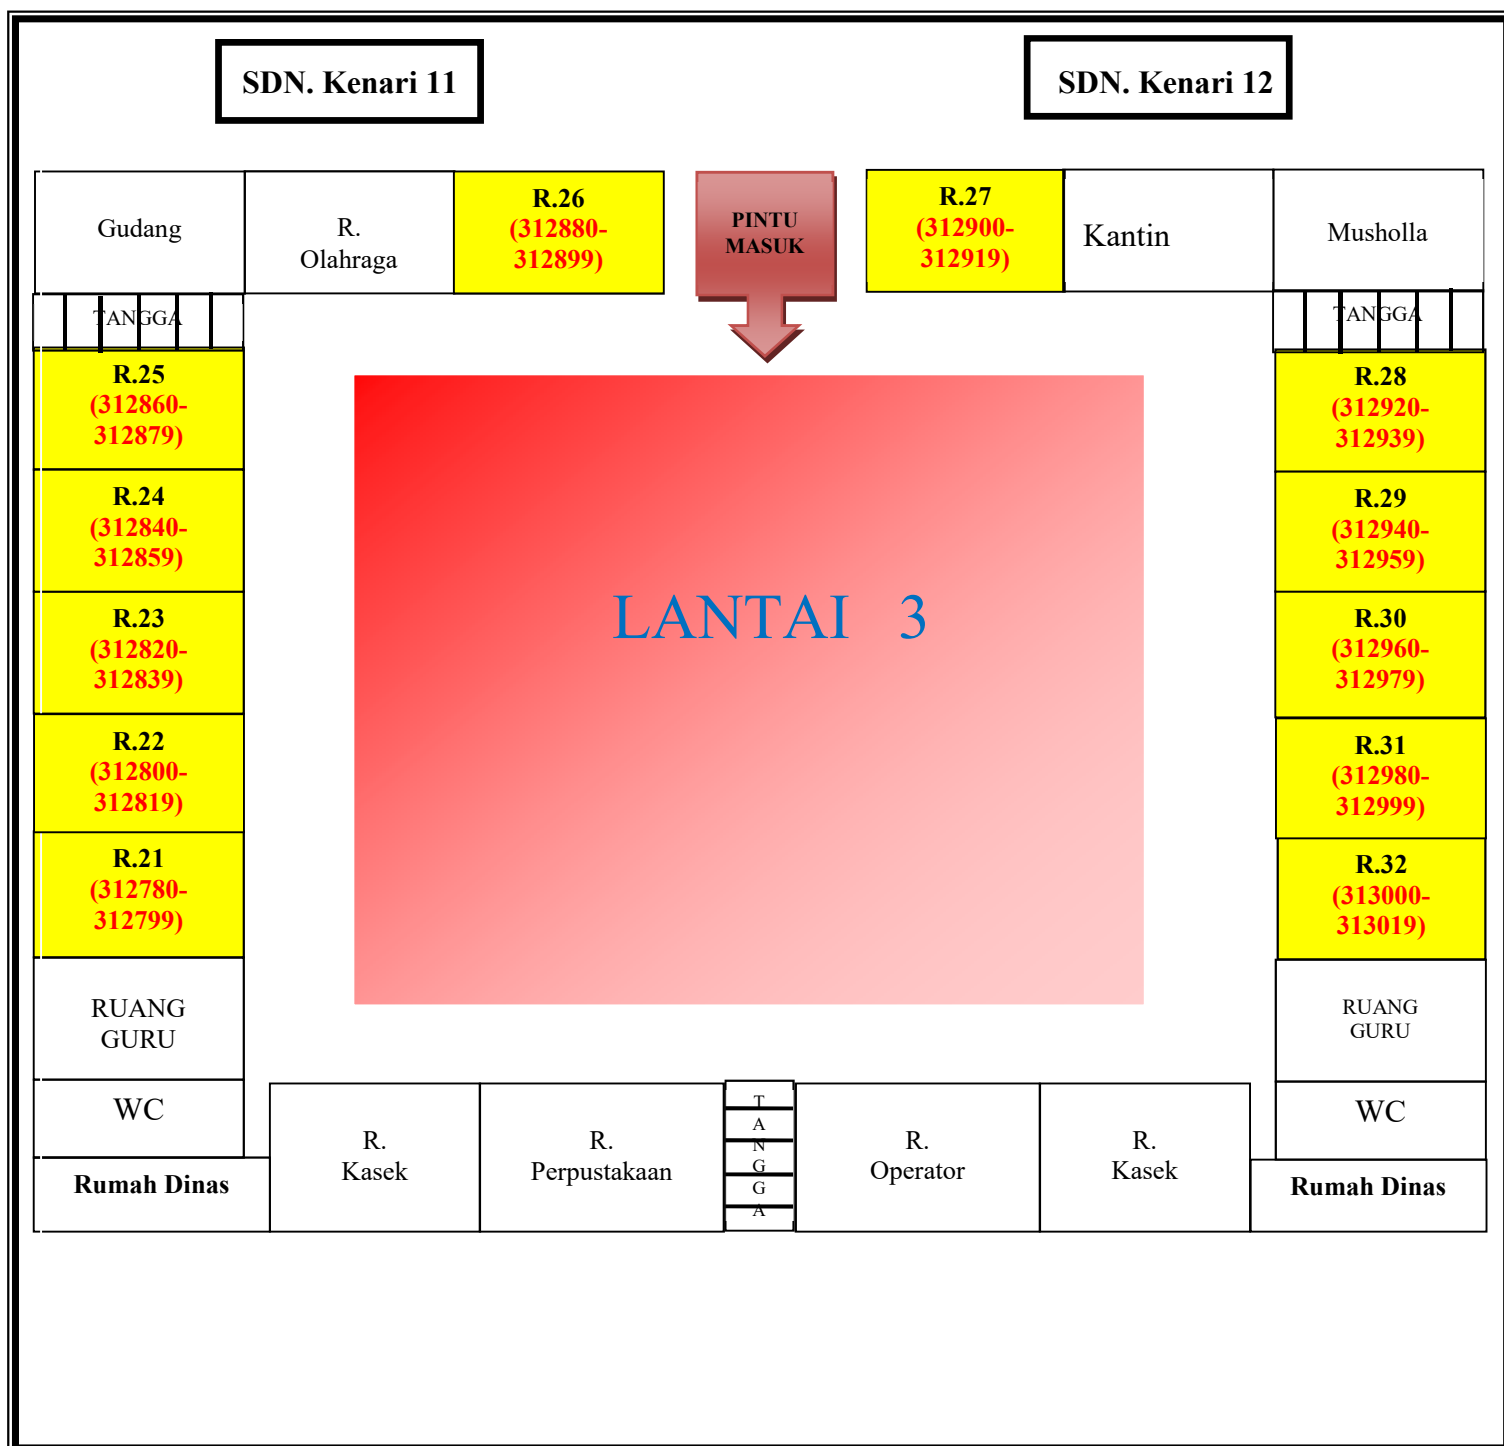 SDN. Kenari 11
SDN. Kenari 12
Gudang
R.
Olahraga
R.26
(312880-
312899)
PINTU
MASUK
R.27
(312900-
312919)
Kantin
Musholla
TANGGA
TANGGA
R.25
(312860-
312879)
R.28
(312920-
312939)
R.24
(312840-
312859)
R.29
(312940-
312959)
LANTAI 3
R.23
(312820-
312839)
R.30
(312960-
312979)
R.22
(312800-
312819)
R.31
(312980-
312999)
R.21
(312780-
312799)
R.32
(313000-
313019)
RUANG
GURU
RUANG
GURU
WC
WC
R.
Kasek
R.
Perpustakaan
T
A
N
G
G
A
R.
Operator
R.
Kasek
Rumah Dinas
Rumah Dinas